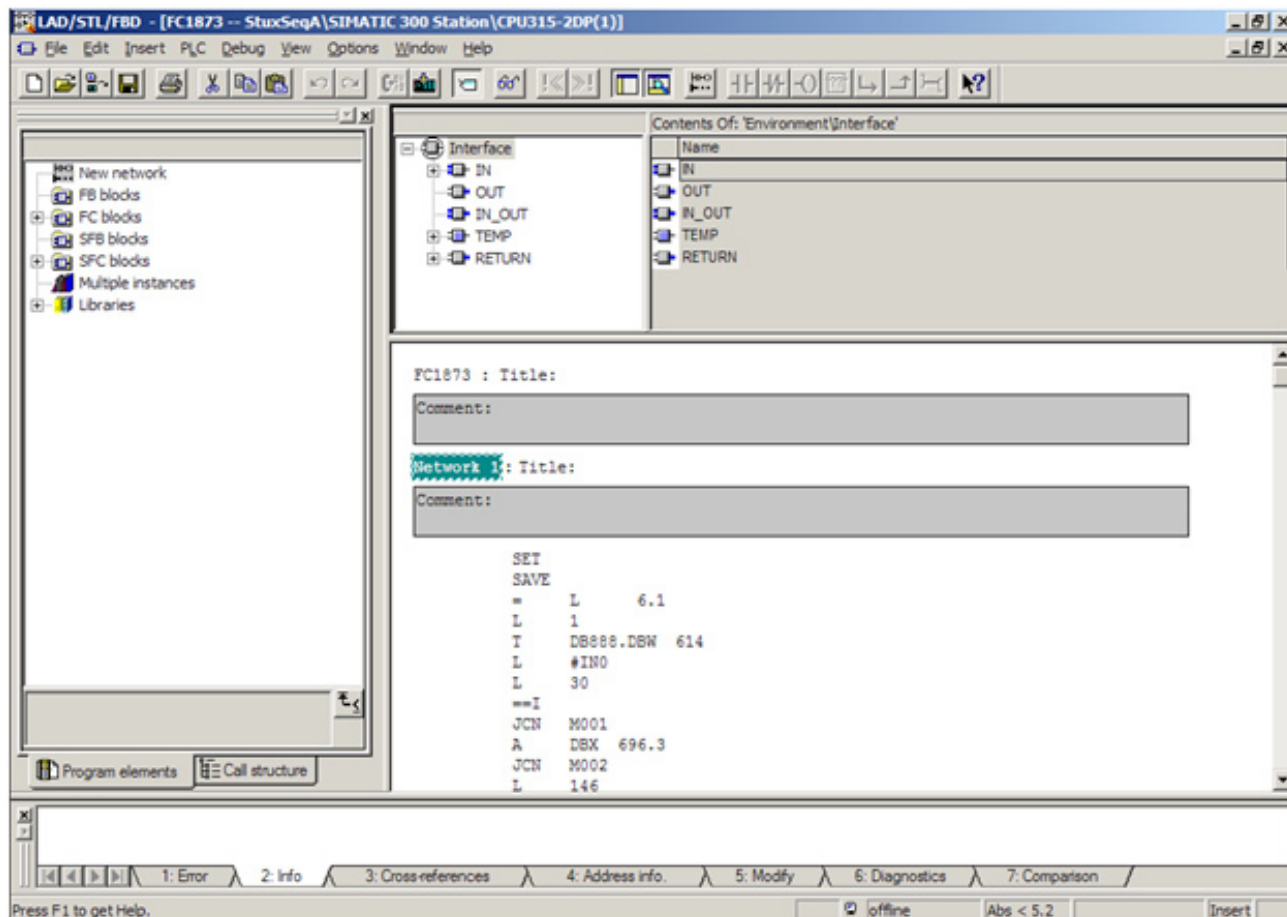 LAD/STL/FBD - [FC1873 -- StuxSeqA\SIMATIC 300 Station\CPU315-2DP(1)]
File Edit Insert PLC Debug View Options Window Help
New network
FB blocks
FC blocks
SFB blocks
SFC blocks
Multiple instances
Libraries
Program elements Call structure
Interface
IN
OUT
IN_OUT
TEMP
RETURN
Contents Of: 'Environment\Interface'
Name
IN
OUT
IN_OUT
TEMP
RETURN
FC1873 : Title:
Comment:
Network 1: Title:
Comment:
SET
SAVE
= L 6.1
L 1
T DB888.DBW 614
L #IN0
L 30
==I
JCN M001
A DBX 696.3
JCN M002
L 146
1: Error 2: Info 3: Cross-references 4: Address info. 5: Modify 6: Diagnostics 7: Comparison
Press F1 to get Help. offline Abs < 5.2 Insert